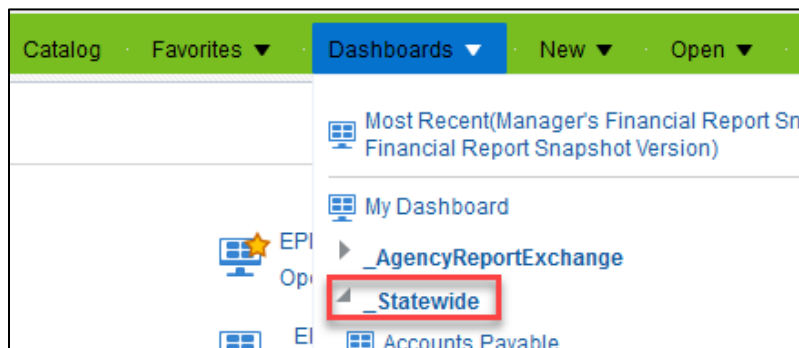 Catalog Favorites ▼ Dashboards ▼ New ▼ Open ▼
Most Recent(Manager's Financial Report Sn
Financial Report Snapshot Version)
My Dashboard
_AgencyReportExchange
_Statewide
Accounts Payable